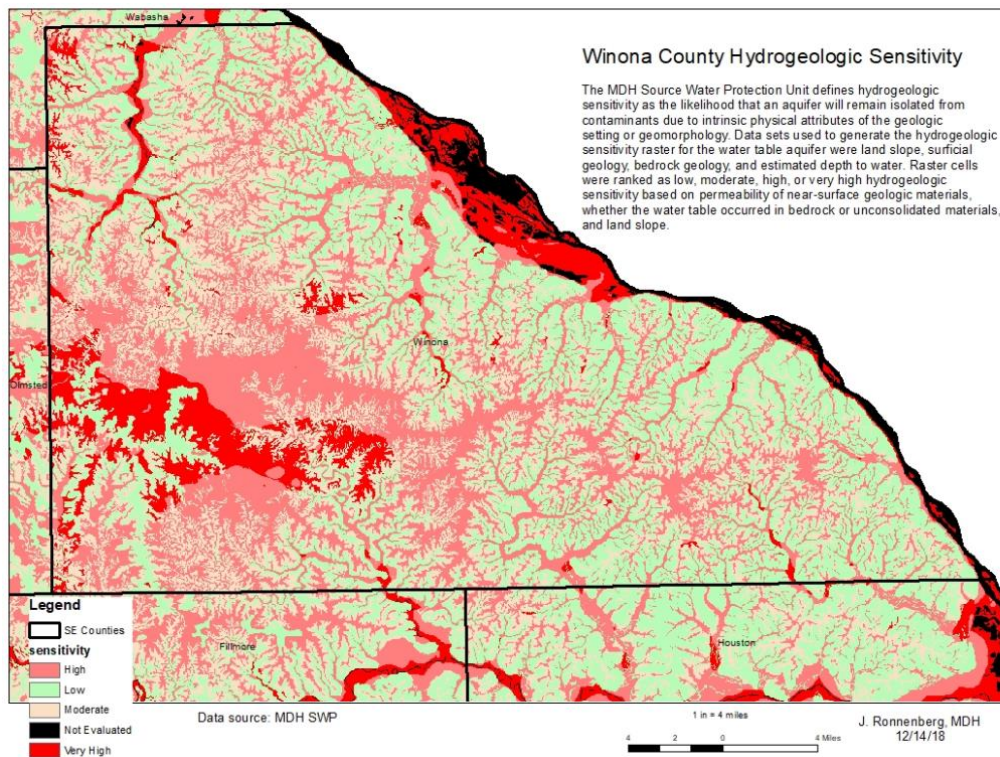 Wabasha
Winona County Hydrogeologic Sensitivity
The MDH Source Water Protection Unit defines hydrogeologic
sensitivity as the likelihood that an aquifer will remain isolated from
contaminants due to intrinsic physical attributes of the geologic
setting or geomorphology. Data sets used to generate the hydrogeologic
sensitivity raster for the water table aquifer were land slope, surficial
geology, bedrock geology, and estimated depth to water. Raster cells
were ranked as low, moderate, high, or very high hydrogeologic
sensitivity based on permeability of near-surface geologic materials,
whether the water table occurred in bedrock or unconsolidated materials,
and land slope.
Winona
Olmsted
Legend
SE Counties
sensitivity
High
Low
Moderate
Not Evaluated
Very High
Fillmore
Houston
Data source: MDH SWP
1 in = 4 miles
4 2 0 4 Miles
J. Ronnenberg, MDH
12/14/18